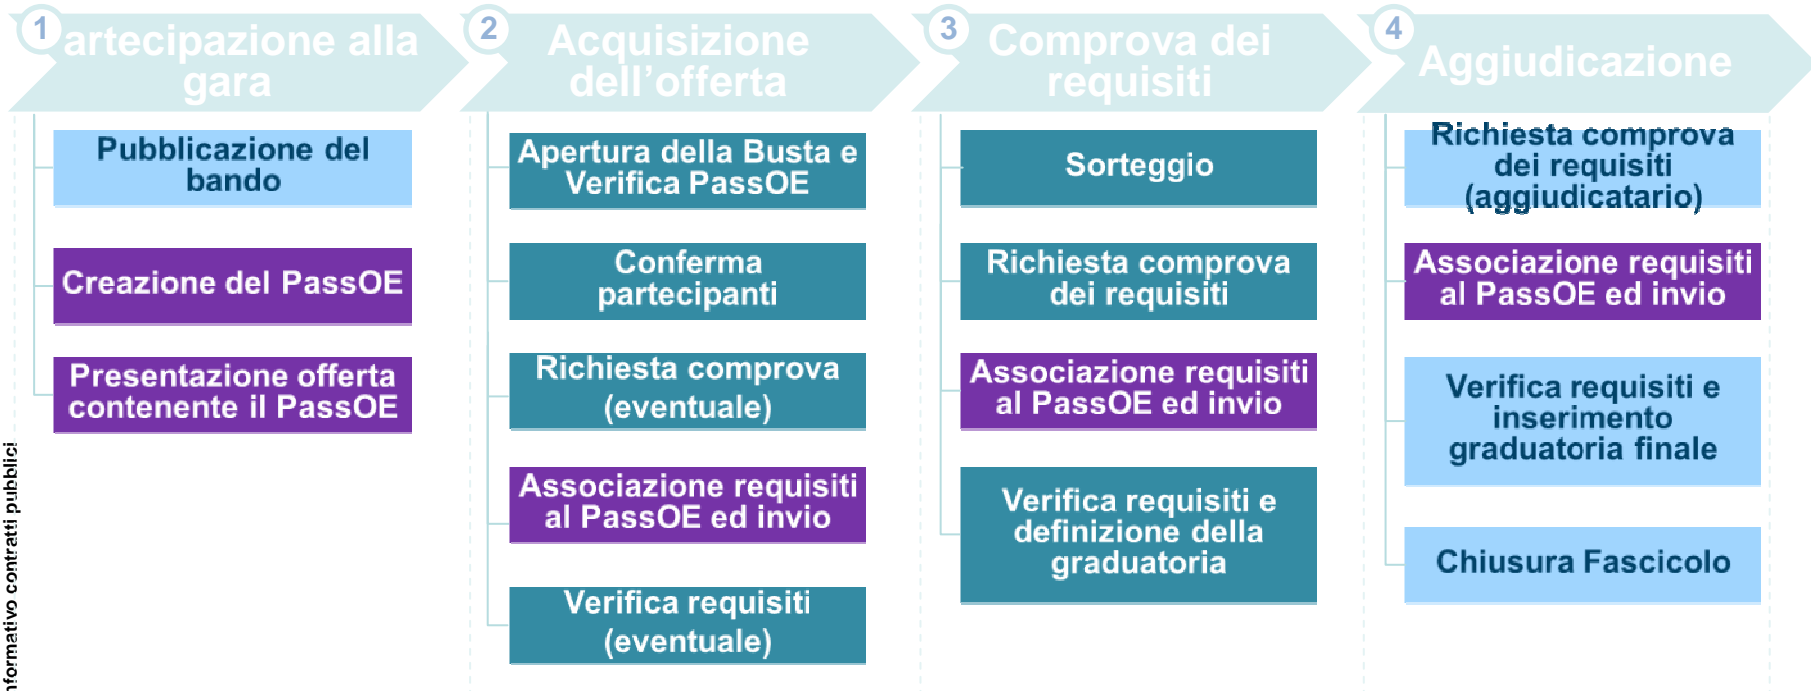 1
artecipazione alla
gara
Pubblicazione del
bando
Creazione del PassOE
Presentazione offerta
contenente il PassOE
2
Acquisizione
dell’offerta
Apertura della Busta e
Verifica PassOE
Conferma
partecipanti
Richiesta comprova
(eventuale)
Associazione requisiti
al PassOE ed invio
Verifica requisiti
(eventuale)
3
Comprova dei
requisiti
Sorteggio
Richiesta comprova
dei requisiti
Associazione requisiti
al PassOE ed invio
Verifica requisiti e
definizione della
graduatoria
4
Aggiudicazione
Richiesta comprova
dei requisiti
(aggiudicatario)
Associazione requisiti
al PassOE ed invio
Verifica requisiti e
inserimento
graduatoria finale
Chiusura Fascicolo
nformativo contratti pubblici